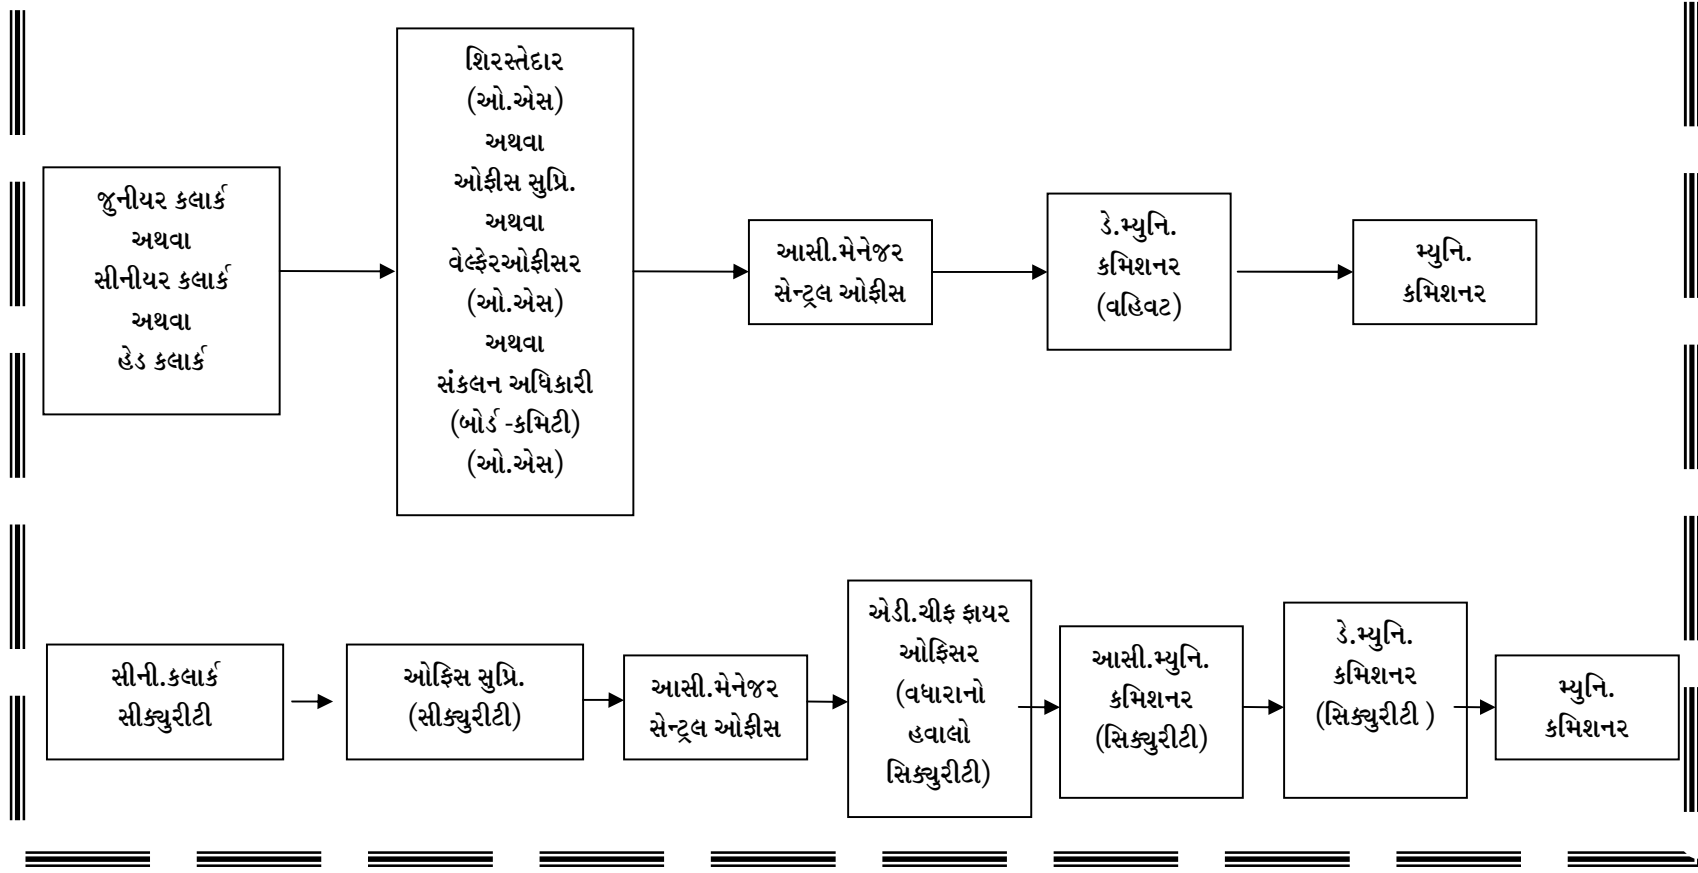 જુનીયર કલાર્ક
અથવા
સીનીયર કલાર્ક
અથવા
હેડ કલાર્ક
શિરસ્તેદાર
(ઓ.એસ)
અથવા
ઓફીસ સુપ્રિ.
અથવા
વેલ્ફેરઓફીસર
(ઓ.એસ)
અથવા
સંકલન અધિકારી
(બોર્ડ -કમિટી)
(ઓ.એસ)
આસી.મેનેજર
સેન્ટ્રલ ઓફીસ
ડે.મ્યુનિ.
કમિશનર
(વહિવટ)
મ્યુનિ.
કમિશનર
સીની.કલાર્ક
સીક્યુરીટી
ઓફિસ સુપ્રિ.
(સીક્યુરીટી)
આસી.મેનેજર
સેન્ટ્રલ ઓફીસ
એડી.ચીફ ફાયર
ઓફિસર
(વધારાનો
હવાલો
સિક્યુરીટી)
આસી.મ્યુનિ.
કમિશનર
(સિક્યુરીટી)
ડે.મ્યુનિ.
કમિશનર
(સિક્યુરીટી )
મ્યુનિ.
કમિશનર